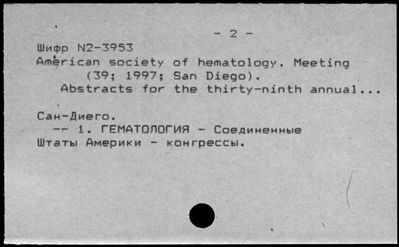 - 2 -
Шифр N2-3953
American society of hematology. Meeting
(39; 1997; San Diego).
Abstracts for the thirty-ninth annual...
Сан-Диего.
-- 1. ГЕМАТОЛОГИЯ - Соединенные
Штаты Америки - конгрессы.